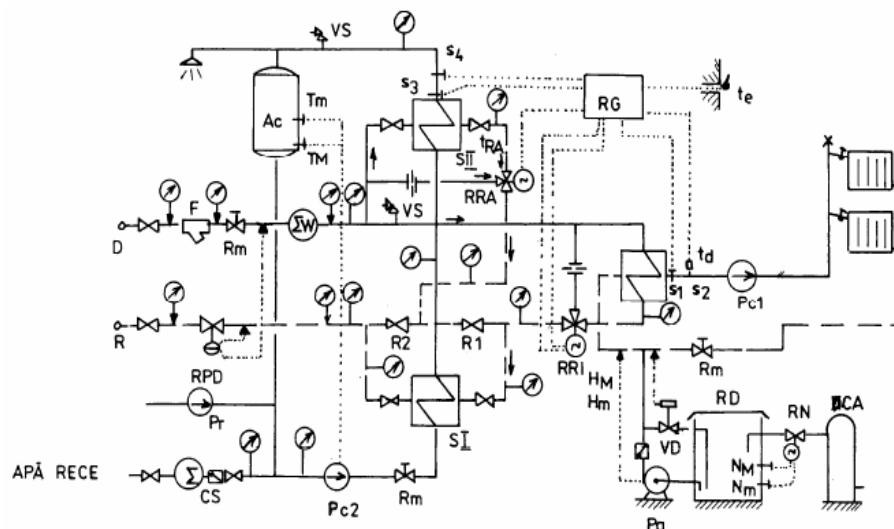 VS
s4
s3
RG
te
Tm
Ac
TM
SII
tRA
RRA
F
ΣW
VS
D
Rm
td
s1
s2
Pc1
R
R2
R1
RRI
Rm
RPD
HM
Hm
RD
RN
CA
Pr
SI
VD
NM
Nm
APĂ RECE
Σ
CS
Pc2
Rm